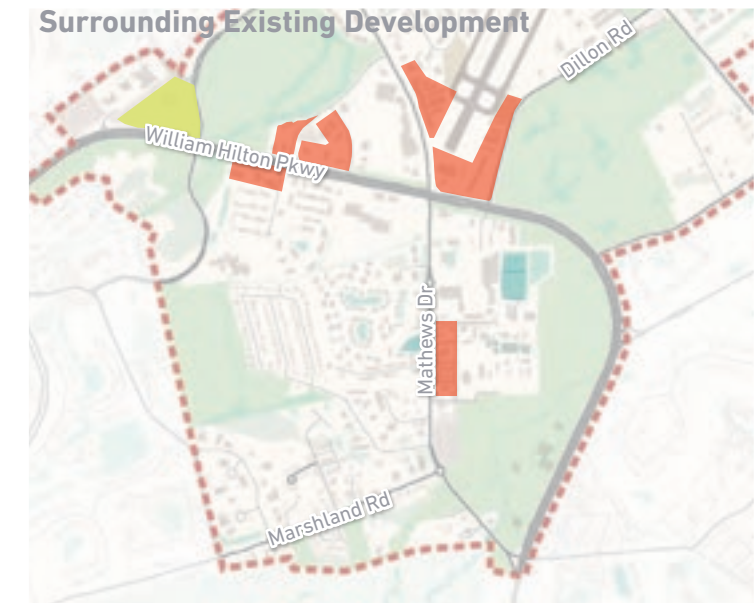 Surrounding Existing Development
Dillon Rd
William Hilton Pkwy
Mathews Dr
Marshland Rd